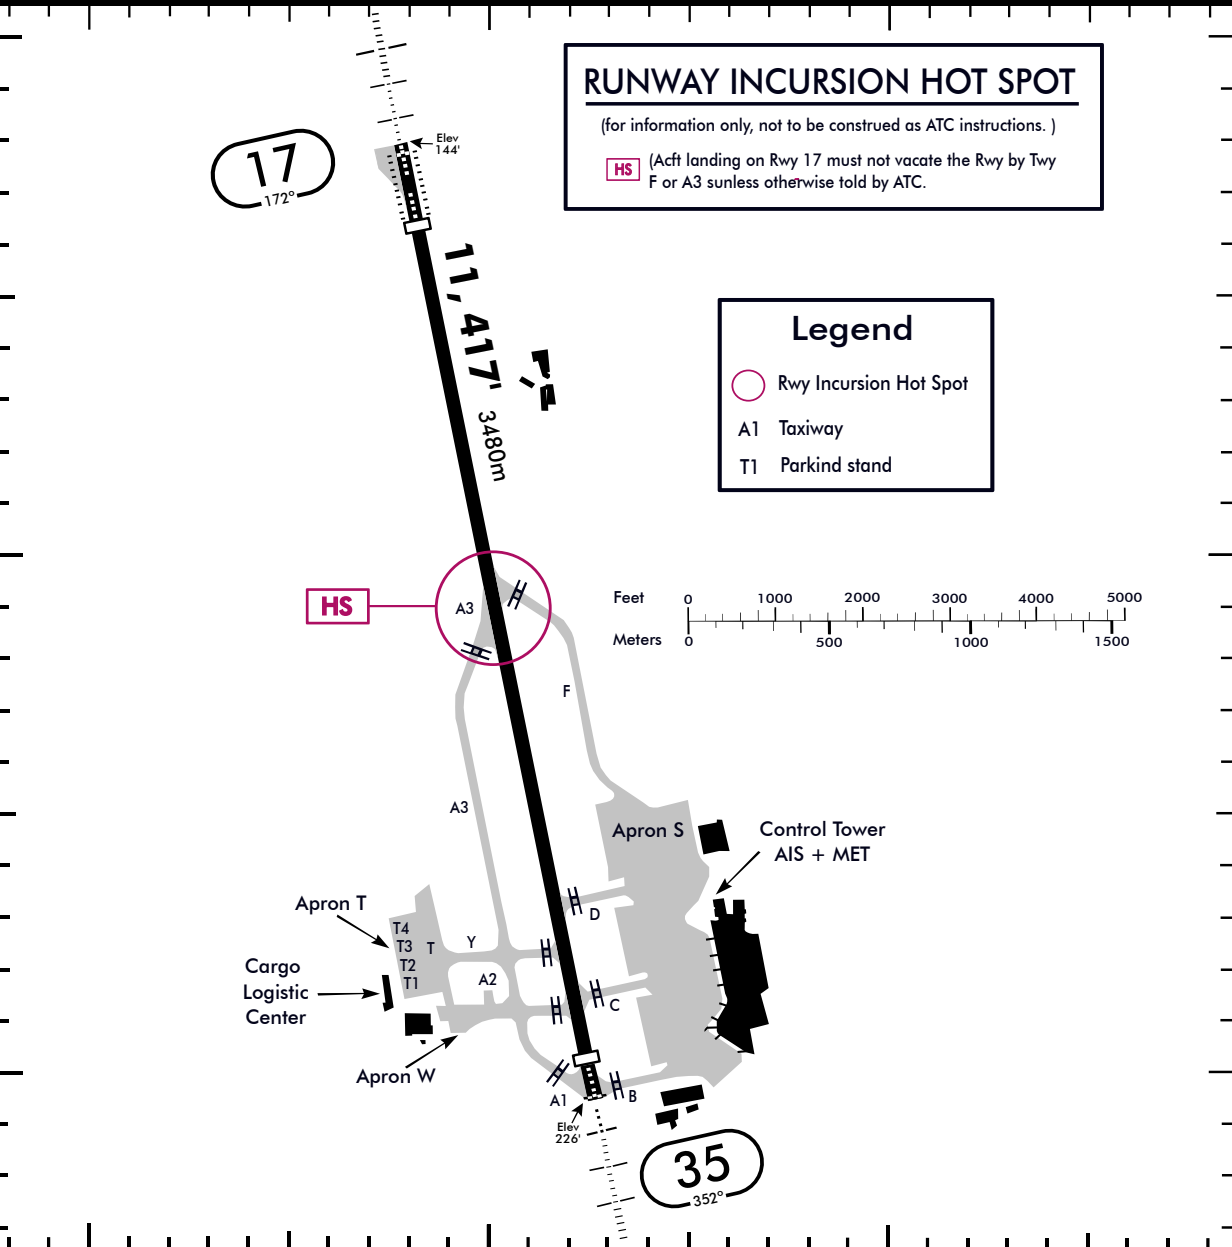 RUNWAY INCURSION HOT SPOT
(for information only, not to be construed as ATC instructions. )
HS
(Acft landing on Rwy 17 must not vacate the Rwy by Twy
F or A3 sunless otherwise told by ATC.
Elev
144'
17
172°
11,417'
3480m
Legend
Rwy Incursion Hot Spot
A1 Taxiway
T1 Parkind stand
HS
A3
Feet 0 1000 2000 3000 4000 5000
Meters 0 500 1000 1500
F
A3
Apron S
Control Tower
AIS + MET
Apron T
D
T4
T3
T2
T1
T
Y
A2
Cargo
Logistic
Center
C
Apron W
A1
B
Elev
226'
35
352°